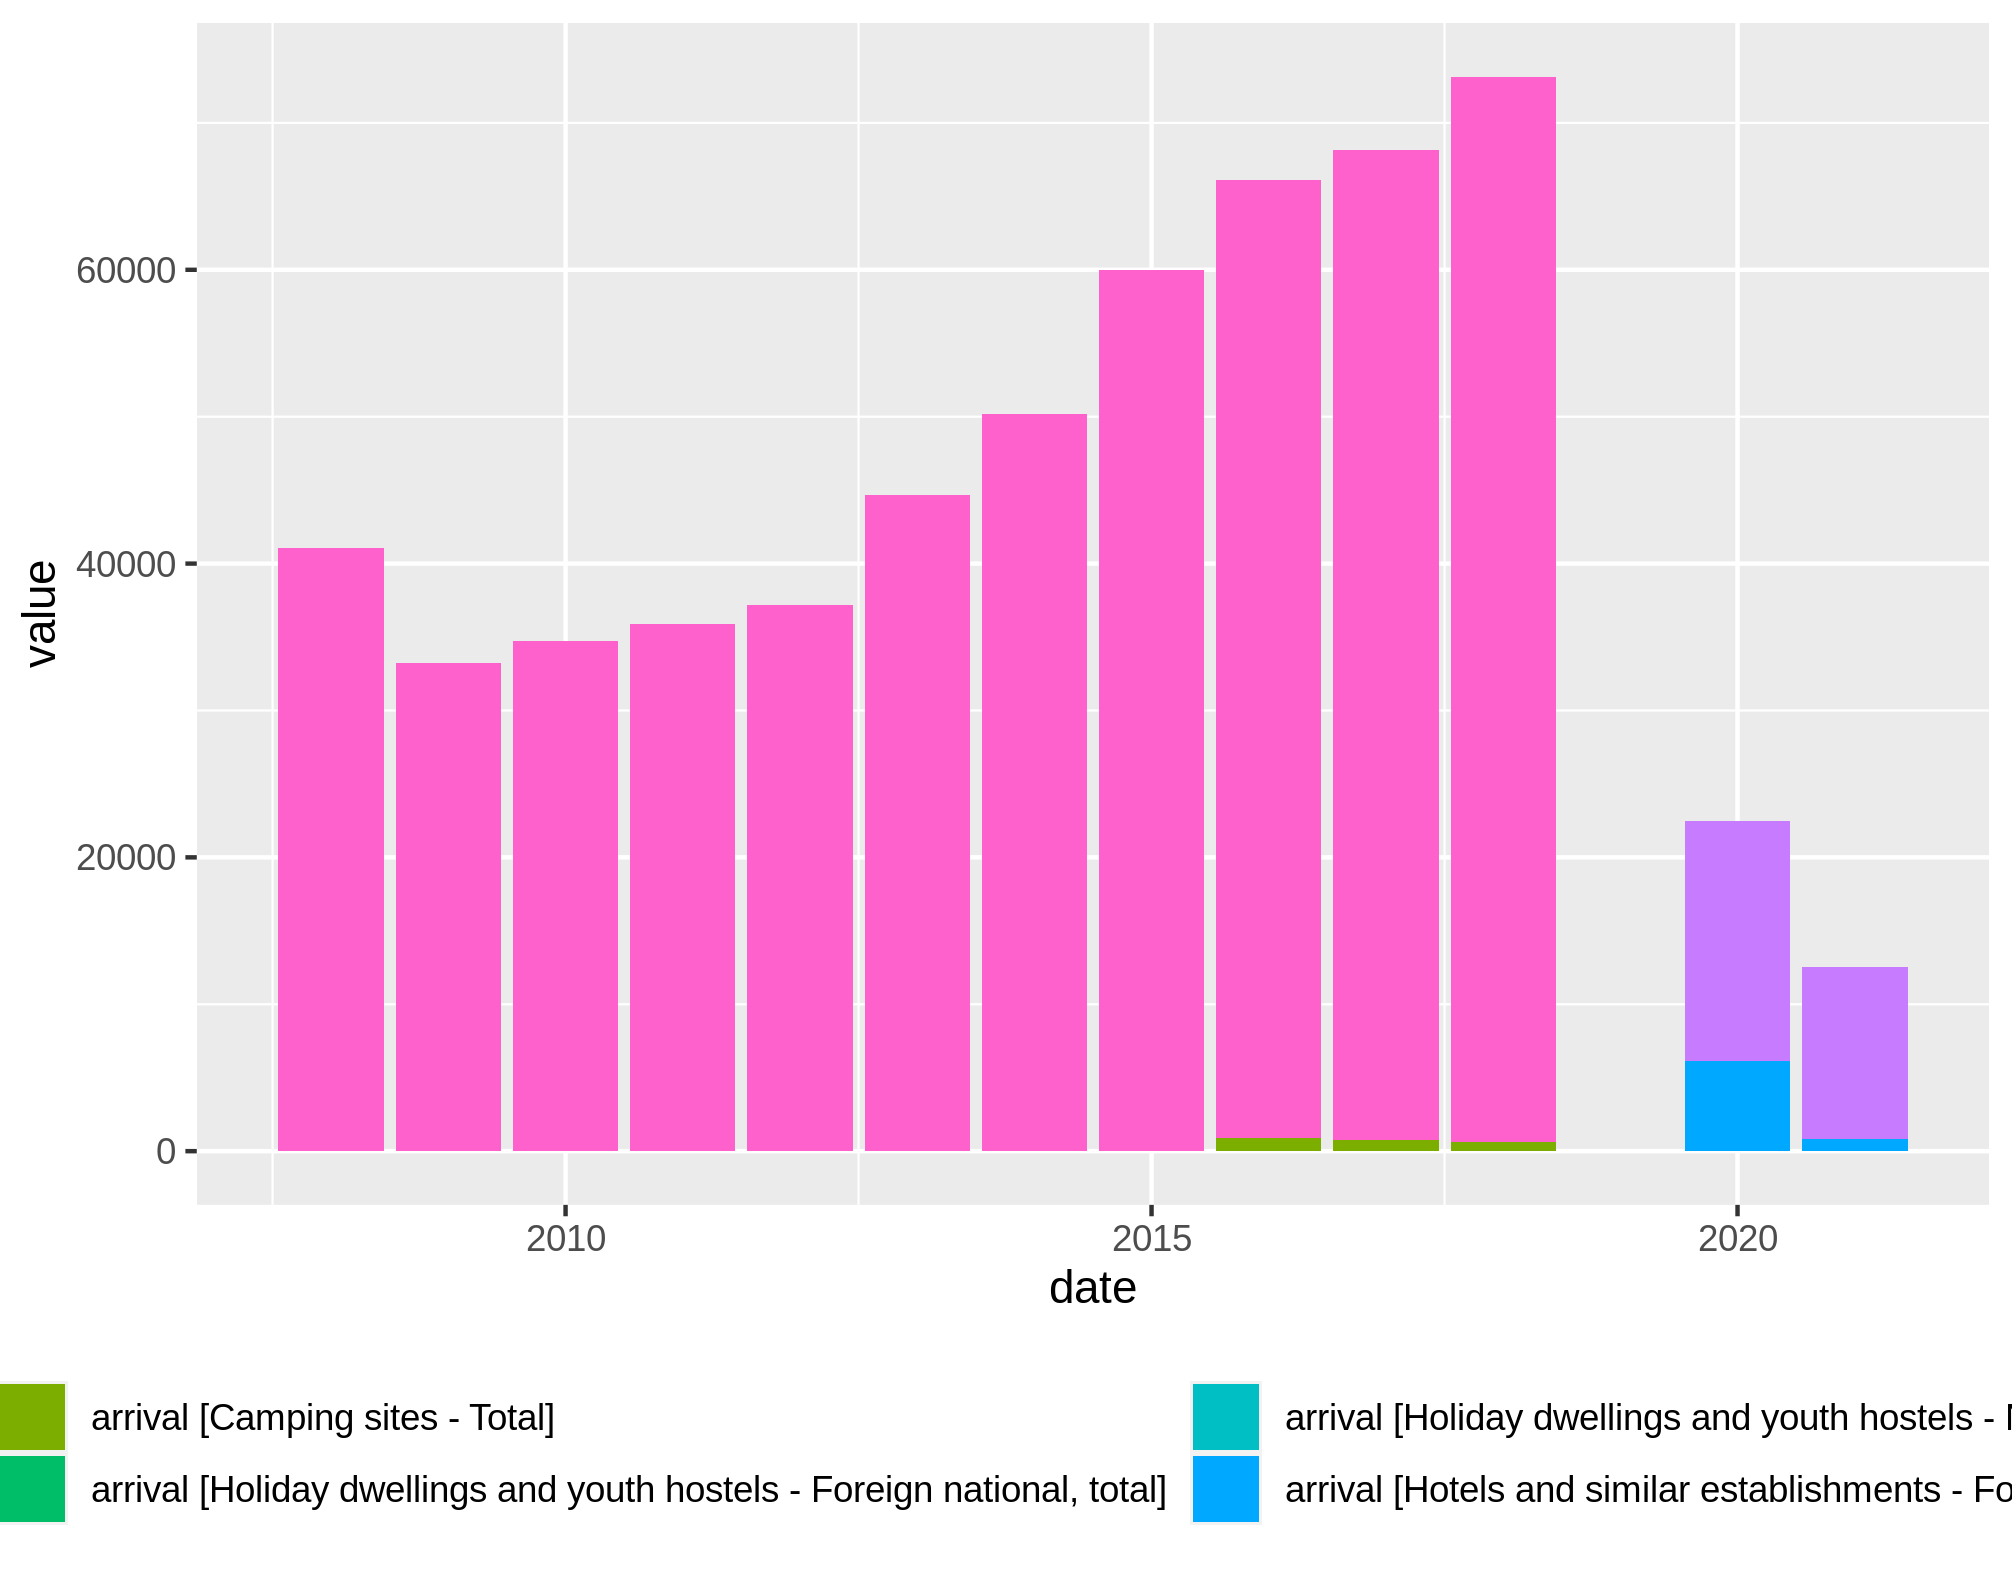 value
60000
40000
20000
0
2010 2015 2020
date
arrival [Camping sites - Total]
arrival [Holiday dwellings and youth hostels -
arrival [Holiday dwellings and youth hostels - Foreign national, total]
arrival [Hotels and similar establishments - Fo